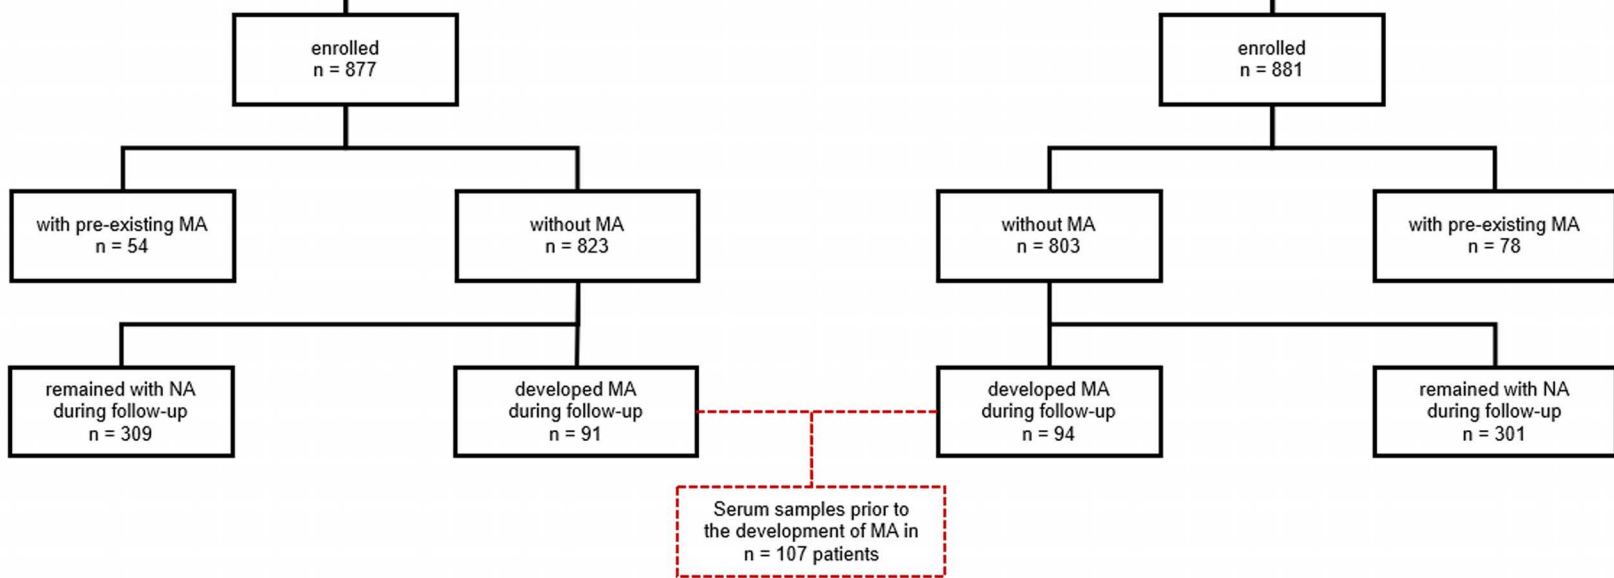 enrolled
n = 877
enrolled
n = 881
with pre-existing MA
n = 54
without MA
n = 823
without MA
n = 803
with pre-existing MA
n = 78
remained with NA
during follow-up
n = 309
developed MA
during follow-up
n = 91
developed MA
during follow-up
n = 94
remained with NA
during follow-up
n = 301
Serum samples prior to
the development of MA in
n = 107 patients